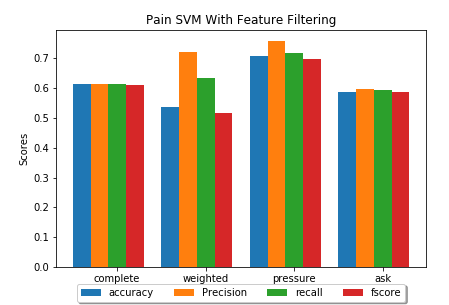 Pain SVM With Feature Filtering
Scores
0.7
0.6
0.5
0.4
0.3
0.2
0.1
0.0
complete weighted pressure ask
accuracy Precision recall fscore